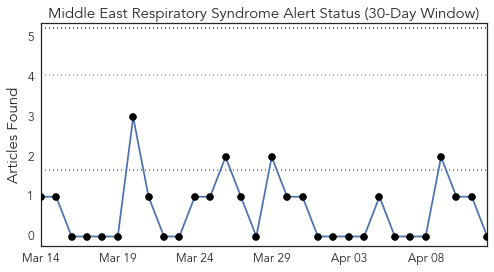 Middle East Respiratory Syndrome Alert Status (30-Day Window)
Articles Found
5
4
3
2
1
0
Mar 14 Mar 19 Mar 24 Mar 29 Apr 03 Apr 08